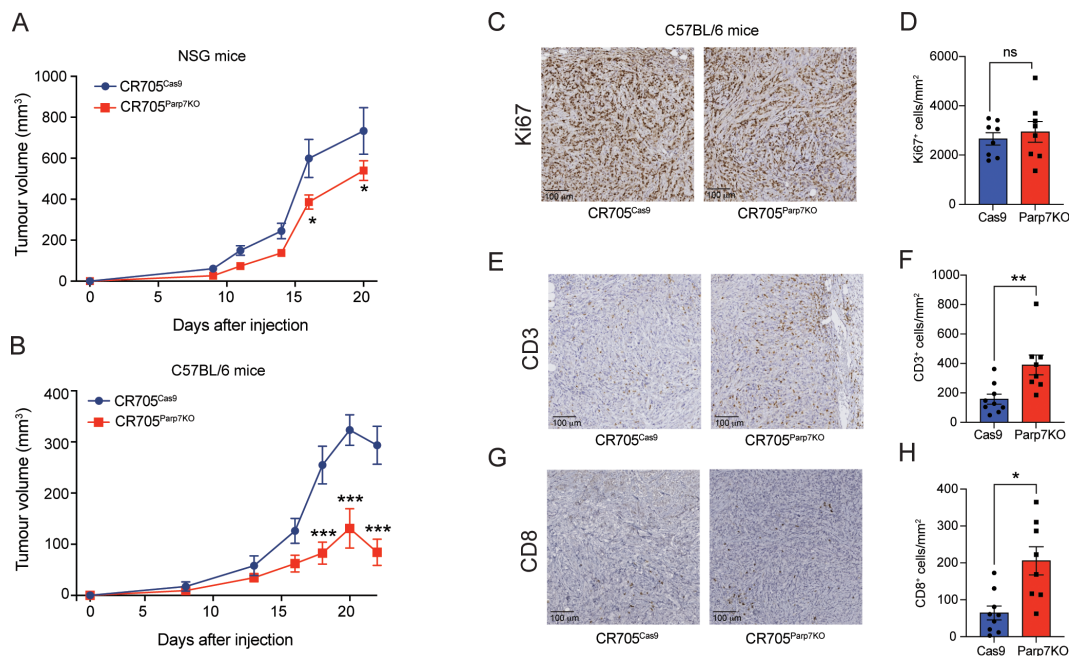 A
NSG mice
CR705Cas9
CR705Parp7KO
Tumour volume (mm3)
1000
800
600
400
200
0
0 5 10 15 20
*
*
Days after injection
B
C57BL/6 mice
CR705Cas9
CR705Parp7KO
Tumour volume (mm3)
400
300
200
100
0
0 5 10 15 20
***
***
***
Days after injection
C
C57BL/6 mice
Ki67
100 µm
100 µm
CR705Cas9
CR705Parp7KO
D
ns
Ki67+ cells/mm2
6000
4000
2000
0
Cas9 Parp7KO
E
CD3
100 µm
100 µm
CR705Cas9
CR705Parp7KO
F
**
CD3+ cells/mm2
1000
800
600
400
200
0
Cas9 Parp7KO
G
CD8
100 µm
100 µm
CR705Cas9
CR705Parp7KO
H
*
CD8+ cells/mm2
400
300
200
100
0
Cas9 Parp7KO